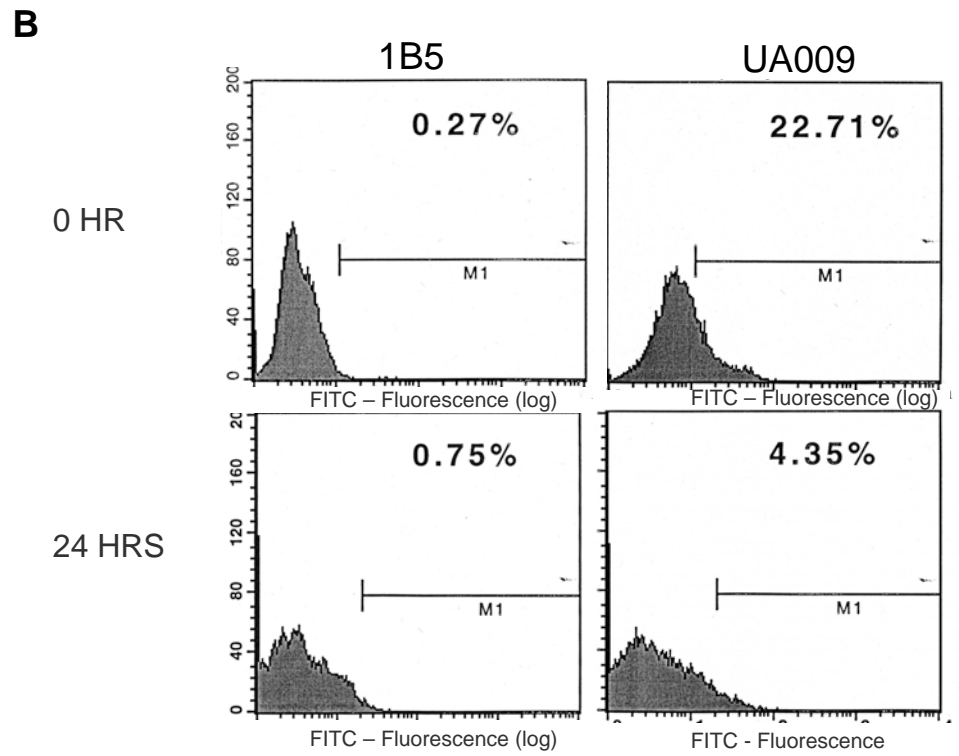 B
1B5 UA009
0 HR
200
160
120
80
40
0
0.27%
M1
FITC – Fluorescence (log)
22.71%
M1
FITC – Fluorescence (log)
24 HRS
20
160
120
80
40
0
0.75%
M1
FITC – Fluorescence (log)
4.35%
M1
FITC - Fluorescence